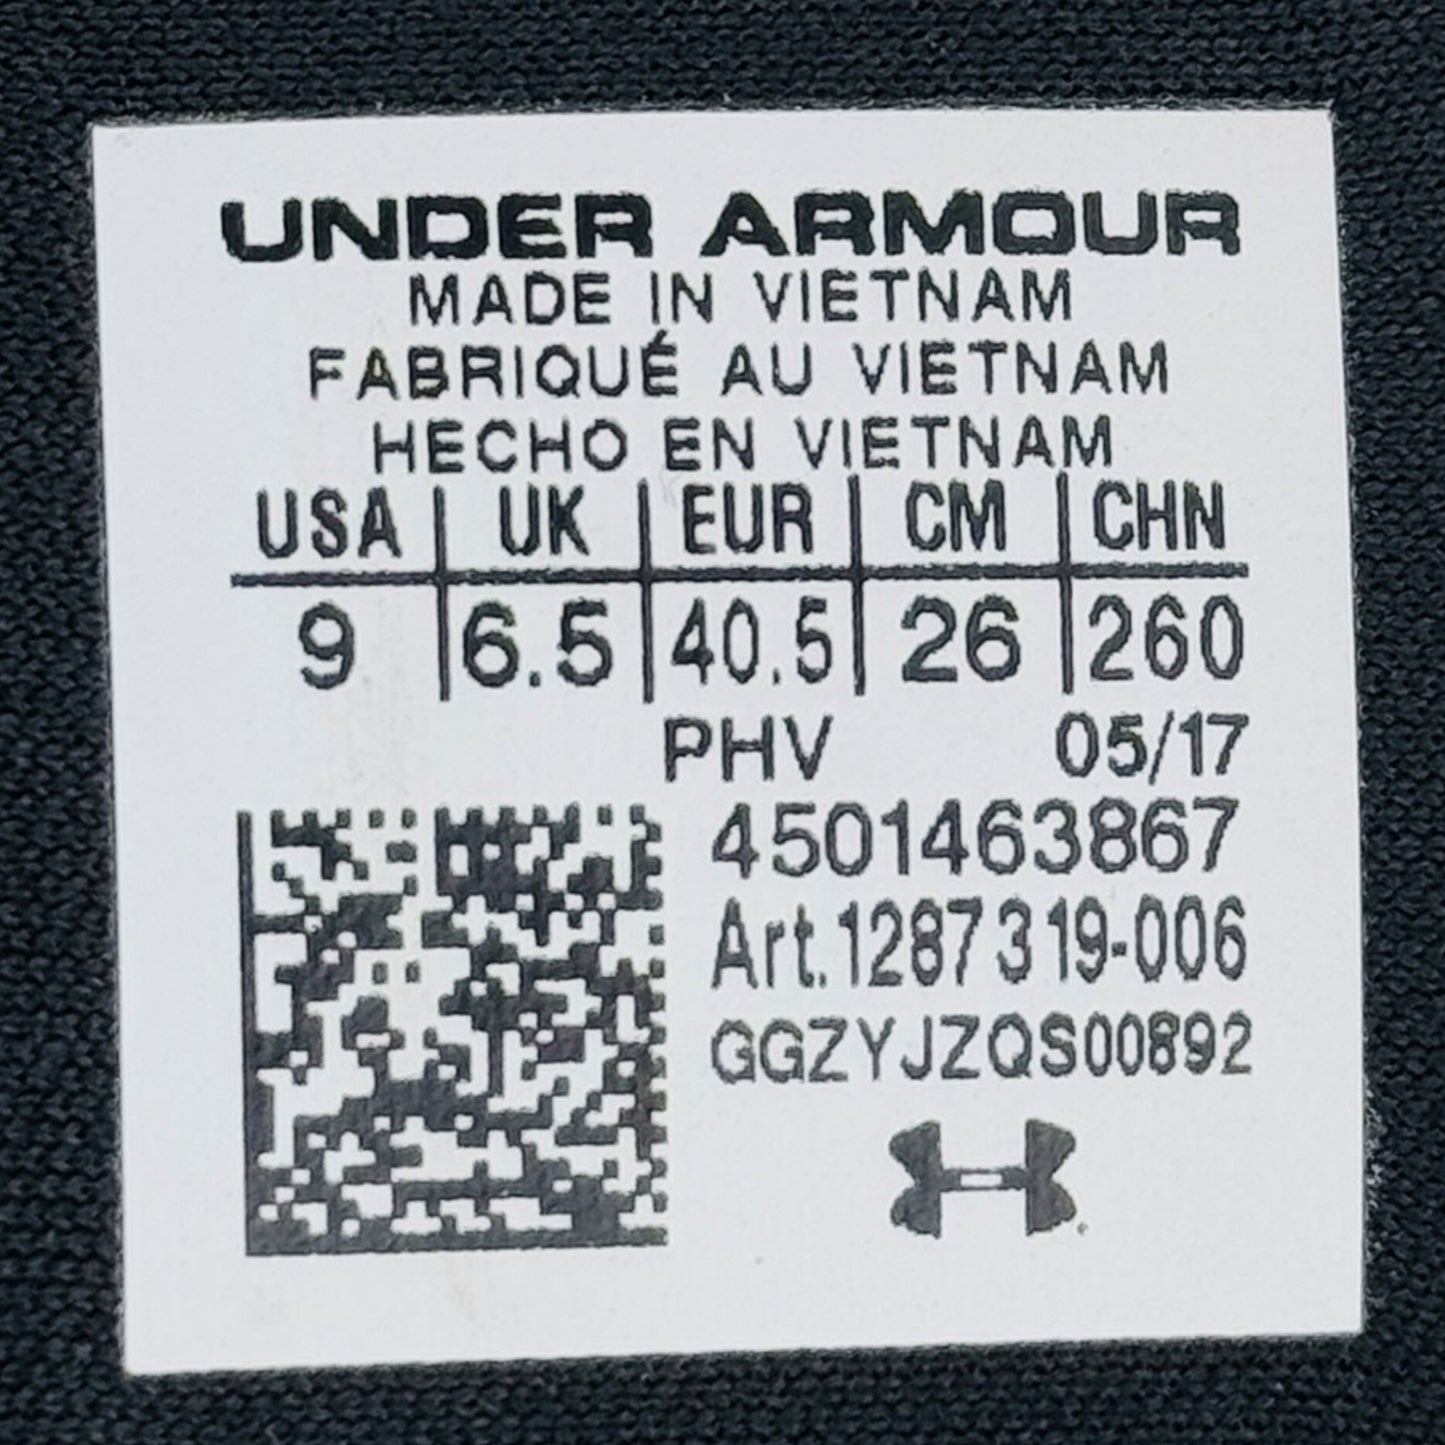 UNDER ARMOUR
MADE IN VIETNAM
FABRIQUÉ AU VIETNAM
HECHO EN VIETNAM
USA UK EUR CM CHN
9 6.5 40.5 26 260
PHV 05/17
4501463867
Art.1287319-006
GGZYJZQS00892